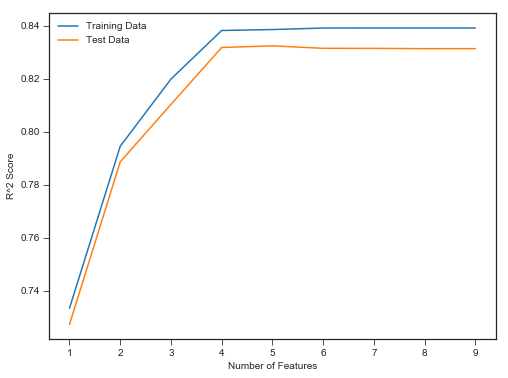 Training Data
Test Data
0.84
0.82
0.80
0.78
0.76
0.74
R^2 Score
1 2 3 4 5 6 7 8 9
Number of Features